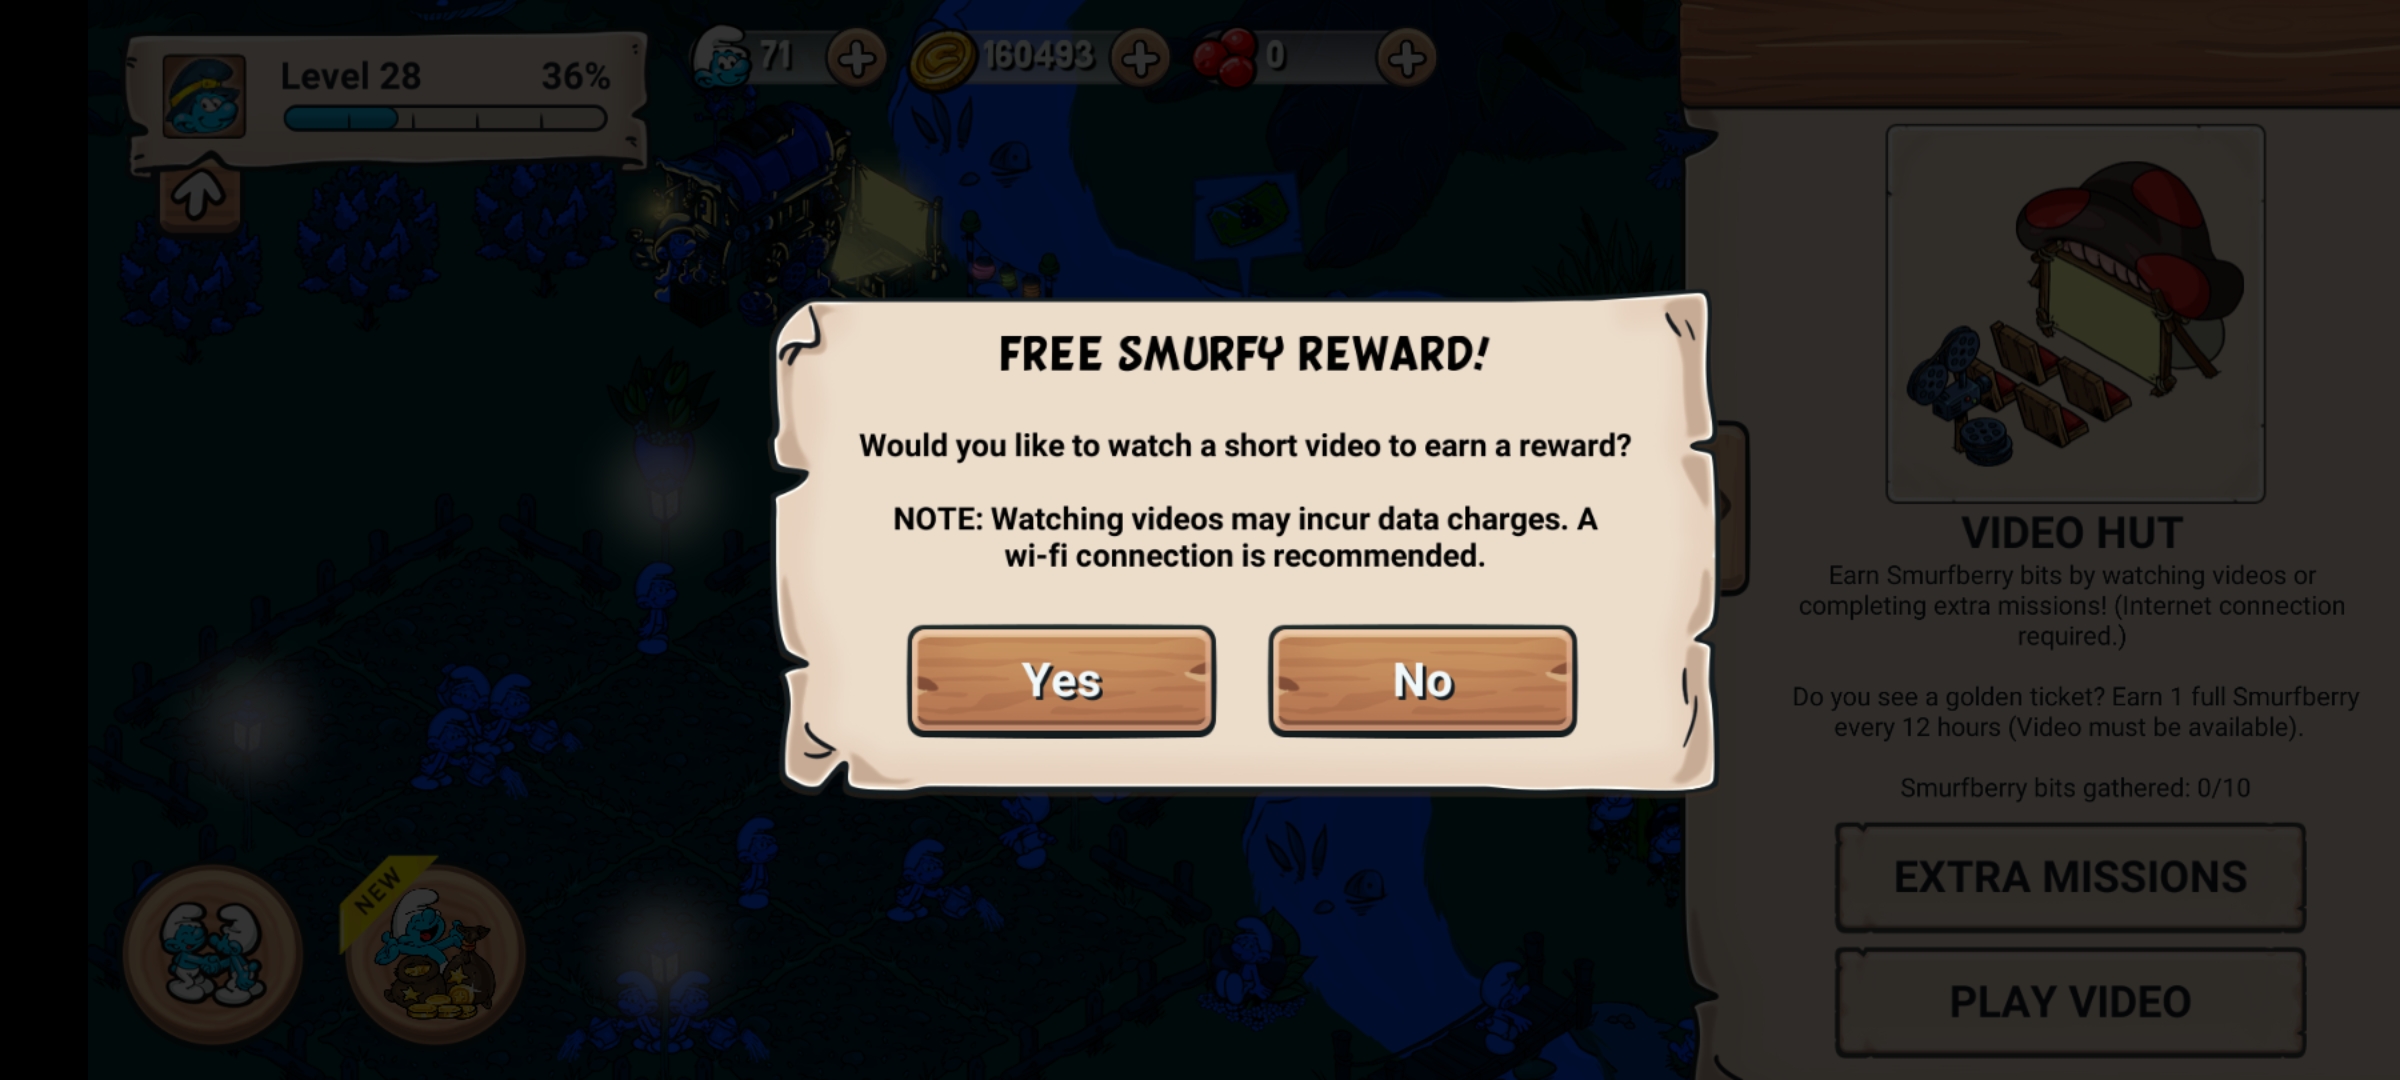 Level 28
36%
71
160493
0
FREE SMURFY REWARD!
Would you like to watch a short video to earn a reward?
NOTE: Watching videos may incur data charges. A
wi-fi connection is recommended.
Yes
No
VIDEO HUT
Earn Smurfberry bits by watching videos or
completing extra missions! (Internet connection
required.)
Do you see a golden ticket? Earn 1 full Smurfberry
every 12 hours (Video must be available).
Smurfberry bits gathered: 0/10
EXTRA MISSIONS
PLAY VIDEO
NEW